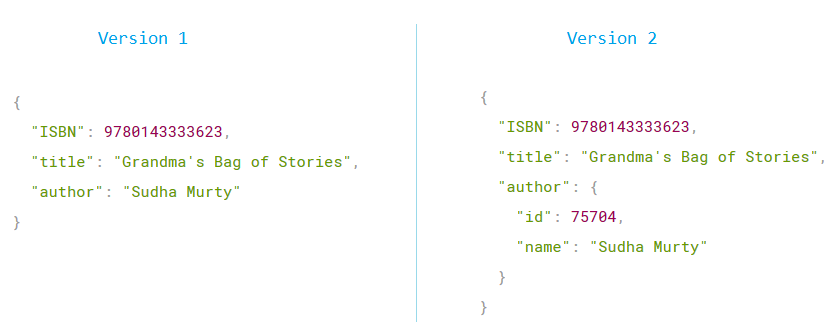 Version 1
{
"ISBN": 9780143333623,
"title": "Grandma's Bag of Stories",
"author": "Sudha Murty"
}
Version 2
{
"ISBN": 9780143333623,
"title": "Grandma's Bag of Stories",
"author": {
"id": 75704,
"name": "Sudha Murty"
}
}